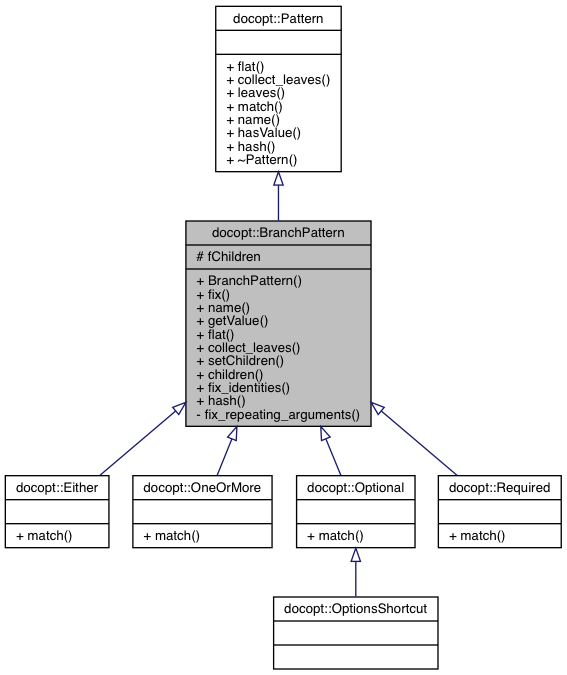 docopt::Pattern
+ flat()
+ collect_leaves()
+ leaves()
+ match()
+ name()
+ hasValue()
+ hash()
+ ~Pattern()
docopt::BranchPattern
# fChildren
+ BranchPattern()
+ fix()
+ name()
+ getValue()
+ flat()
+ collect_leaves()
+ setChildren()
+ children()
+ fix_identities()
+ hash()
- fix_repeating_arguments()
docopt::Either
+ match()
docopt::OneOrMore
+ match()
docopt::Optional
+ match()
docopt::Required
+ match()
docopt::OptionsShortcut